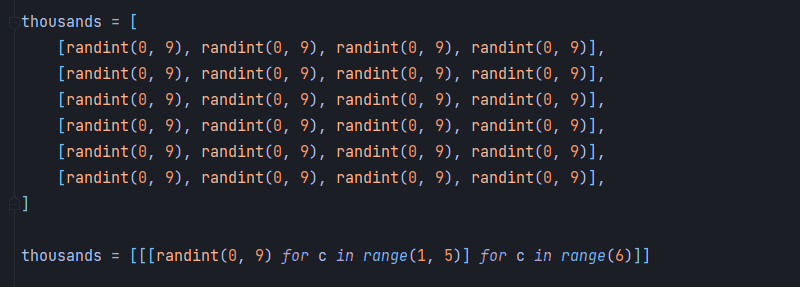 thousands = [
    [randint(0, 9), randint(0, 9), randint(0, 9), randint(0, 9)],
    [randint(0, 9), randint(0, 9), randint(0, 9), randint(0, 9)],
    [randint(0, 9), randint(0, 9), randint(0, 9), randint(0, 9)],
    [randint(0, 9), randint(0, 9), randint(0, 9), randint(0, 9)],
    [randint(0, 9), randint(0, 9), randint(0, 9), randint(0, 9)],
    [randint(0, 9), randint(0, 9), randint(0, 9), randint(0, 9)],
]
thousands = [[[randint(0, 9) for c in range(1, 5)] for c in range(6)]]